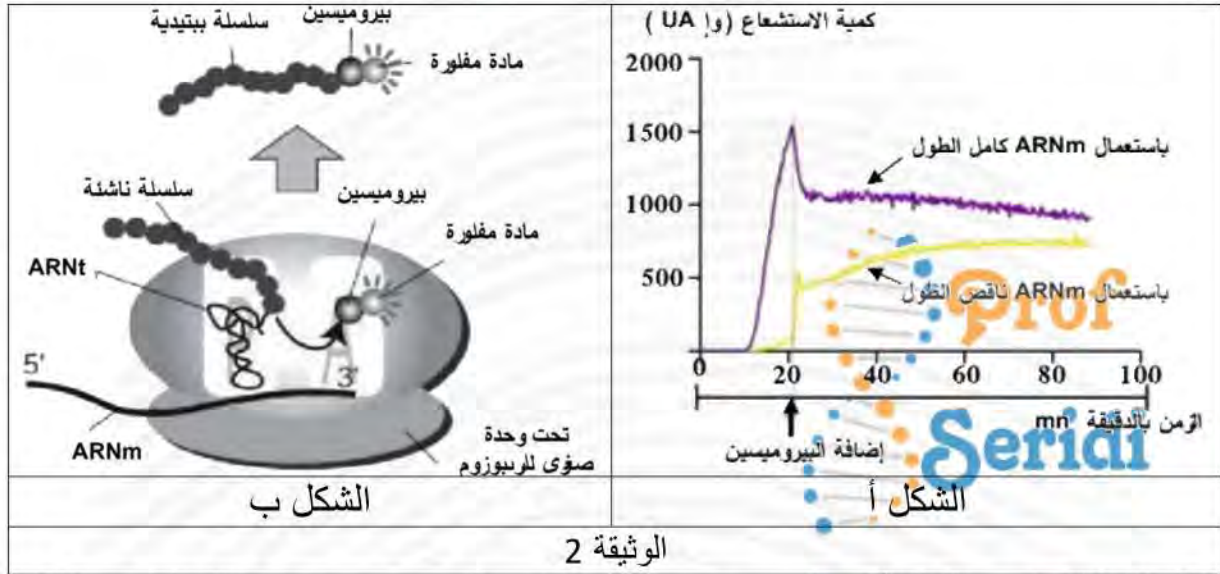 كمية الاستشعاع (وإ UA )
2000
1500
1000
500
0
20
40
60
80
100
باستعمال ARNm كامل الطول
باستعمال ARNm ناقص الطول
الزمن بالدقيقة mn
إضافة البيروميسين
Prof
Seridi
الشكل أ
سلسلة ببتيدية
بيروميسين
مادة مفلورة
سلسلة ناشئة
بيروميسين
مادة مفلورة
ARNt
5'
3'
ARNm
تحت وحدة
صغرى للريبوزوم
الشكل ب
الوثيقة 2